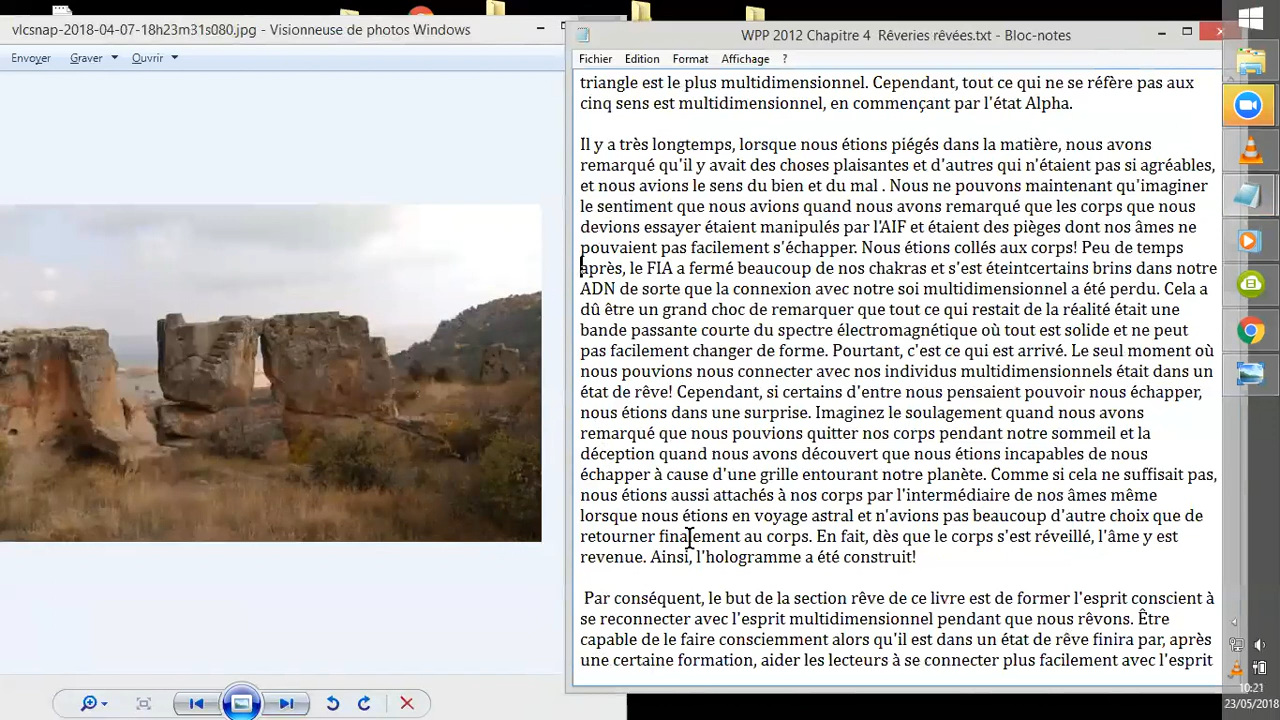 vlcsnap-2018-04-07-18h23m31s080.jpg - Visionneuse de photos Windows
Envoyer Graver Ouvrir
WPP 2012 Chapitre 4 Rêveries rêvées.txt - Bloc-notes
Fichier Edition Format Affichage ?
triangle est le plus multidimensionnel. Cependant, tout ce qui ne se réfère pas aux
cinq sens est multidimensionnel, en commençant par l'état Alpha.
Il y a très longtemps, lorsque nous étions piégés dans la matière, nous avons
remarqué qu'il y avait des choses plaisantes et d'autres qui n'étaient pas si agréables,
et nous avions le sens du bien et du mal . Nous ne pouvons maintenant qu'imaginer
le sentiment que nous avions quand nous avons remarqué que les corps que nous
devions essayer étaient manipulés par l'AIF et étaient des pièges dont nos âmes ne
pouvaient pas facilement s'échapper. Nous étions collés aux corps! Peu de temps
après, le FIA a fermé beaucoup de nos chakras et s'est éteintcertains brins dans notre
ADN de sorte que la connexion avec notre soi multidimensionnel a été perdu. Cela a
dû être un grand choc de remarquer que tout ce qui restait de la réalité était une
bande passante courte du spectre électromagnétique où tout est solide et ne peut
pas facilement changer de forme. Pourtant, c'est ce qui est arrivé. Le seul moment où
nous pouvions nous connecter avec nos individus multidimensionnels était dans un
état de rêve! Cependant, si certains d'entre nous pensaient pouvoir nous échapper,
nous étions dans une surprise. Imaginez le soulagement quand nous avons
remarqué que nous pouvions quitter nos corps pendant notre sommeil et la
déception quand nous avons découvert que nous étions incapables de nous
échapper à cause d'une grille entourant notre planète. Comme si cela ne suffisait pas,
nous étions aussi attachés à nos corps par l'intermédiaire de nos âmes même
lorsque nous étions en voyage astral et n'avions pas beaucoup d'autre choix que de
retourner finalement au corps. En fait, dès que le corps s'est réveillé, l'âme y est
revenue. Ainsi, l'hologramme a été construit!
Par conséquent, le but de la section rêve de ce livre est de former l'esprit conscient à
se reconnecter avec l'esprit multidimensionnel pendant que nous rêvons. Être
capable de le faire consciemment alors qu'il est dans un état de rêve finira par, après
une certaine formation, aider les lecteurs à se connecter plus facilement avec l'esprit
10:21
23/05/2018